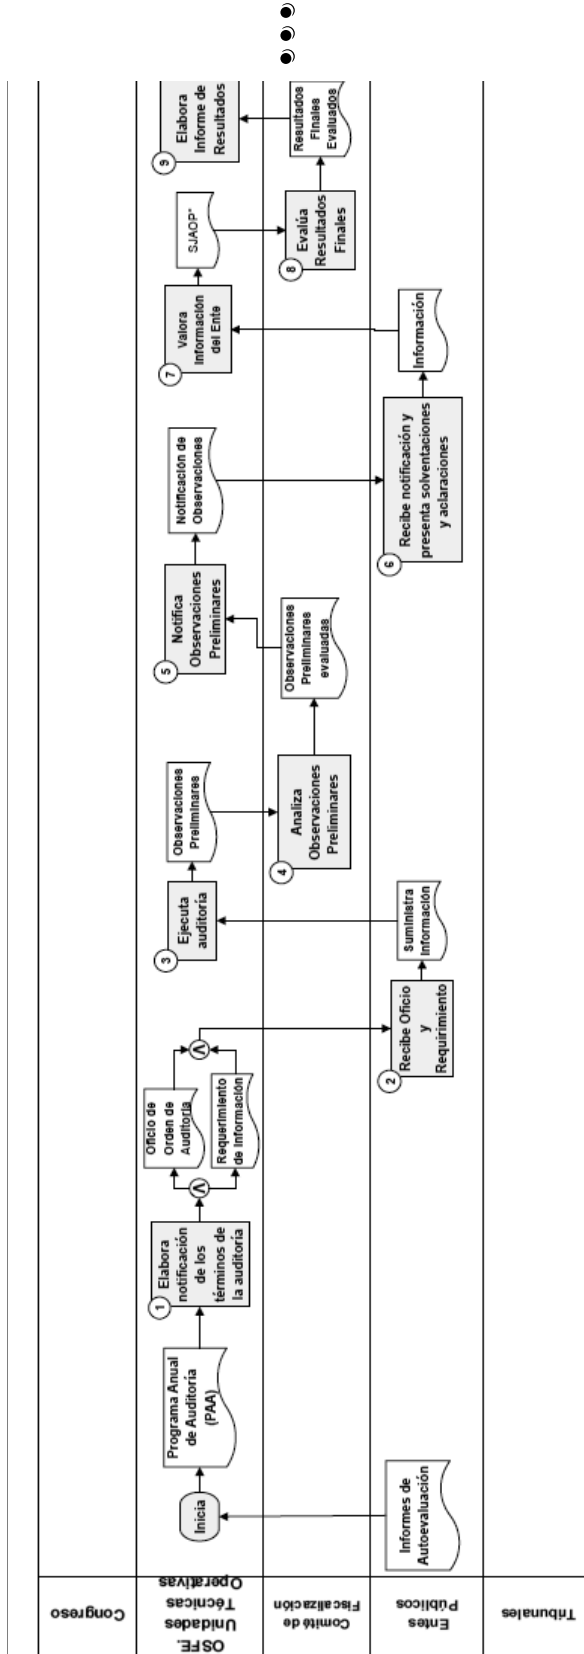 Congreso
OSFE.
Unidades
Técnicas
Operativas
Comité de
Fiscalización
Entes
Públicos
Tribunales
Informes de
Autoevaluación
Inicia
Programa Anual
de Auditoría
(PAA)
1
Elabora
notificación
de los
términos de
la auditoría
V
Oficio de
Orden de
Auditoría
Requerimiento
de Información
V
2
Recibe Oficio
y
Requirimiento
Suministra
Información
3
Ejecuta
auditoría
Observaciones
Preliminares
4
Analiza
Observaciones
Preliminares
Observaciones
Preliminares
evaluadas
5
Notifica
Observaciones
Preliminares
Notificación de
Observaciones
6
Recibe notificación y
presenta solventaciones
y aclaraciones
Información
7
Valora
Información
del Ente
SJAOP*
8
Evalúa
Resultados
Finales
Resultados
Finales
Evaluados
9
Elabora
Informe de
Resultados